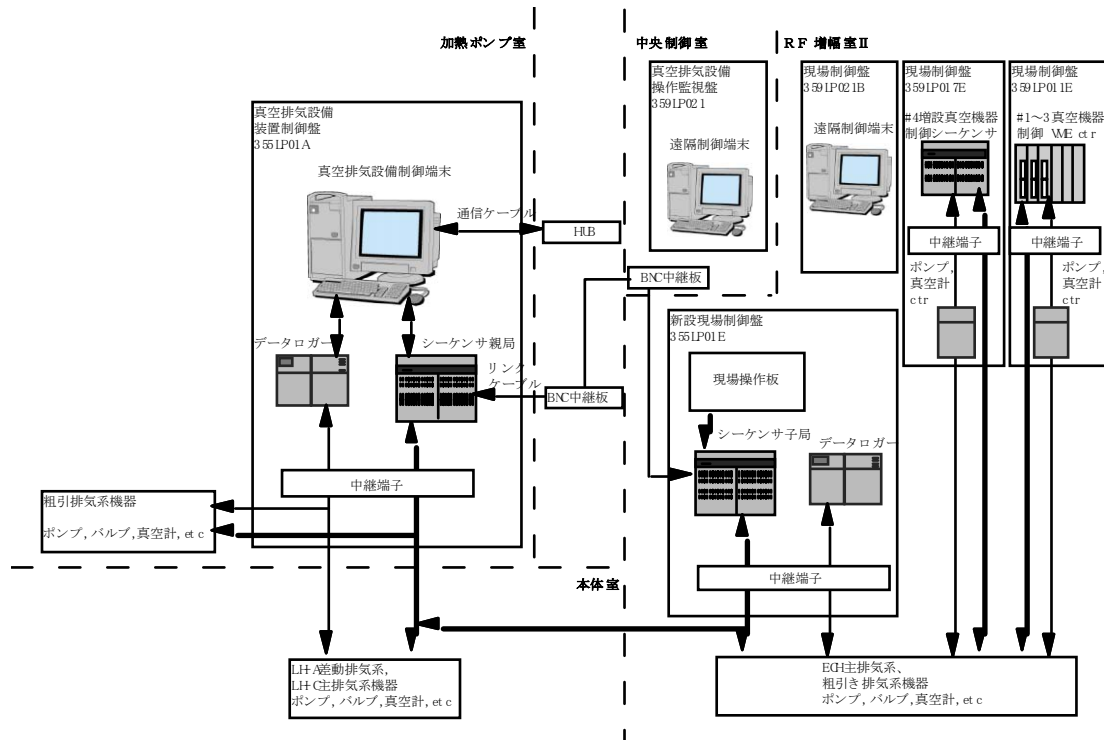 加熱ポンプ室
中央制御室
RF 増幅室II
真空排気設備
装置制御盤
355LP01A
真空排気設備制御端末
通信ケーブル
HUB
データロガー
シーケンサ親局
リンク
ケーブル
BNC中継板
BNC中継板
中継端子
粗引排気系機器
ポンプ, バルブ,真空計, etc
真空排気設備
操作監視盤
359LP021
遠隔制御端末
現場制御盤
359LP021B
遠隔制御端末
現場制御盤
359LP017E
#4増設真空機器
制御シーケンサ
中継端子
ポンプ,
真空計
ctr
現場制御盤
359LP011E
#1~3真空機器
制御 VME ctr
中継端子
ポンプ,
真空計
ctr
新設現場制御盤
355LP01E
現場操作板
シーケンサ子局
データロガー
中継端子
本体室
LH-A差動排気系,
LH-C主排気系機器
ポンプ, バルブ,真空計, etc
ECH主排気系、
粗引き排気系機器
ポンプ, バルブ,真空計, etc